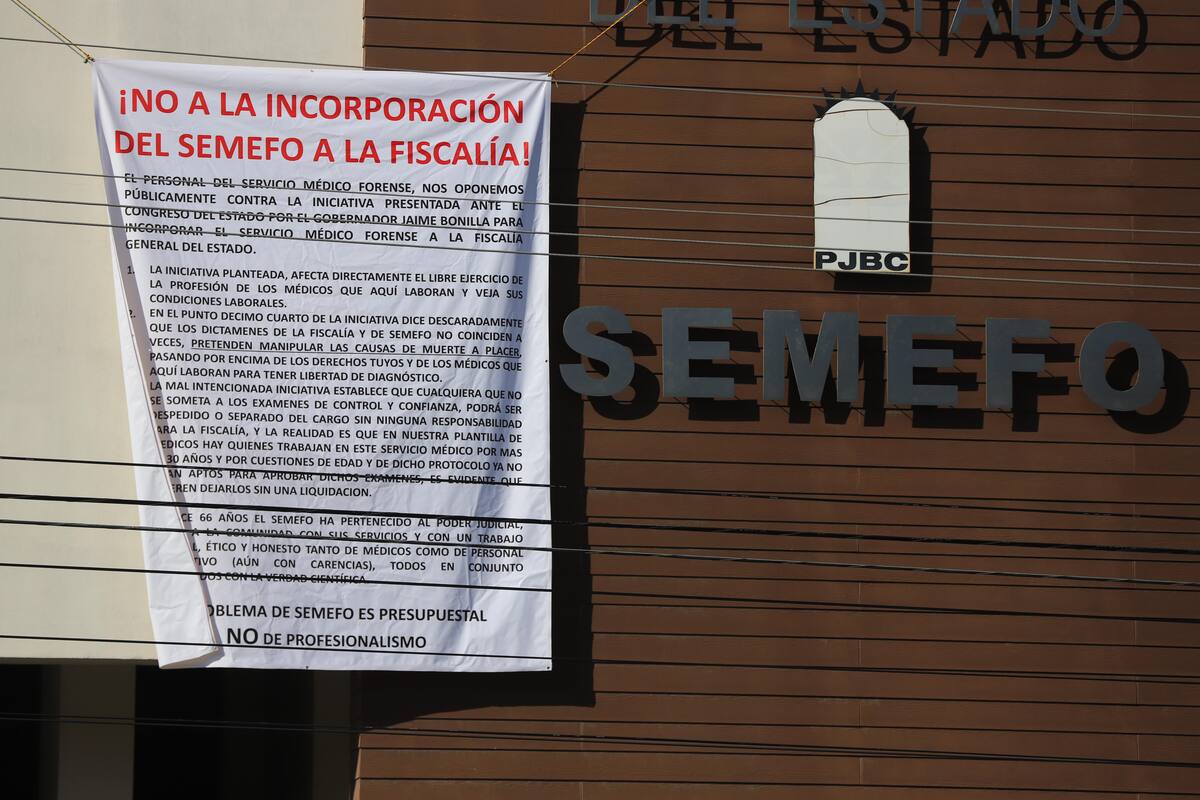 ¡NO A LA INCORPORACIÓN
DEL SEMEFO A LA FISCALÍA!
EL PERSONAL DEL SERVICIO MÉDICO FORENSE, NOS OPONEMOS
PÚBLICAMENTE CONTRA LA INICIATIVA PRESENTADA ANTE EL
CONGRESO DEL ESTADO POR EL GOBERNADOR JAIME BONILLA PARA
INCORPORAR EL SERVICIO MÉDICO FORENSE A LA FISCALÍA
GENERAL DEL ESTADO.
1. LA INICIATIVA PLANTEADA, AFECTA DIRECTAMENTE EL LIBRE EJERCICIO DE
LA PROFESIÓN DE LOS MÉDICOS QUE AQUÍ LABORAN Y VEJA SUS
CONDICIONES LABORALES.
2. EN EL PUNTO DECIMO CUARTO DE LA INICIATIVA DICE DESCARADAMENTE
QUE LOS DICTAMENES DE LA FISCALÍA Y DE SEMEFO NO COINCIDEN A
VECES, PRETENDEN MANIPULAR LAS CAUSAS DE MUERTE A PLACER,
PASANDO POR ENCIMA DE LOS DERECHOS TUYOS Y DE LOS MÉDICOS QUE
AQUÍ LABORAN PARA TENER LIBERTAD DE DIAGNÓSTICO.
LA MAL INTENCIONADA INICIATIVA ESTABLECE QUE CUALQUIERA QUE NO
SE SOMETA A LOS EXAMENES DE CONTROL Y CONFIANZA, PODRÁ SER
DESPEDIDO O SEPARADO DEL CARGO SIN NINGUNA RESPONSABILIDAD
ARA LA FISCALÍA, Y LA REALIDAD ES QUE EN NUESTRA PLANTILLA DE
EDICOS HAY QUIENES TRABAJAN EN ESTE SERVICIO MÉDICO POR MAS
30 AÑOS Y POR CUESTIONES DE EDAD Y DE DICHO PROTOCOLO YA NO
AN APTOS PARA APROBAR DICHOS EXAMENES, ES EVIDENTE QUE
EREN DEJARLOS SIN UNA LIQUIDACION.
CE 66 AÑOS EL SEMEFO HA PERTENECIDO AL PODER JUDICIAL,
A LA COMUNIDAD CON SUS SERVICIOS Y CON UN TRABAJO
L, ÉTICO Y HONESTO TANTO DE MÉDICOS COMO DE PERSONAL
TIVO (AÚN CON CARENCIAS), TODOS EN CONJUNTO
DOS CON LA VERDAD CIENTÍFICA.
OBLEMA DE SEMEFO ES PRESUPUESTAL
NO DE PROFESIONALISMO
DEL ESTADO
PJBC
SEMEFO